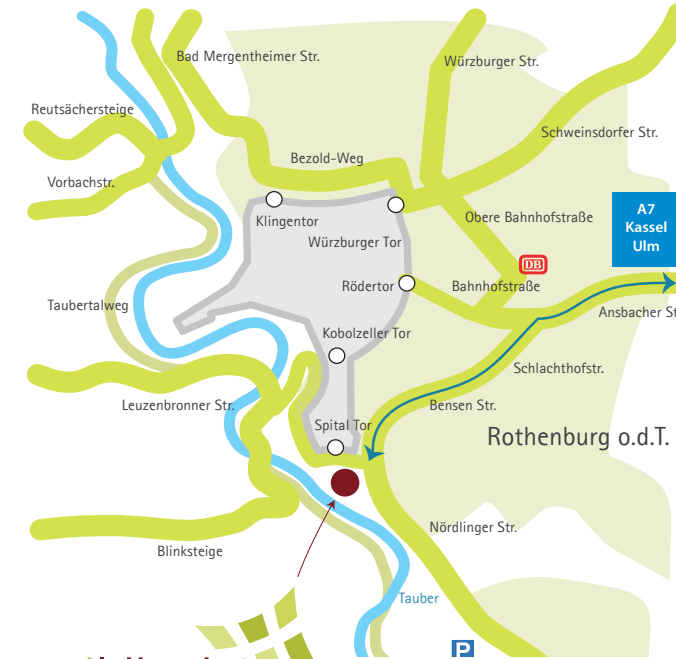 Bad Mergentheimer Str.
Würzburger Str.
Reutsächersteige
Schweinsdorfer Str.
Bezold-Weg
Vorbachstr.
A7
Kassel
Ulm
Klingentor
Obere Bahnhofstraße
Würzburger Tor
DB
Rödertor
Bahnhofstraße
Taubertalweg
Ansbacher St
Kobolzeller Tor
Schlachthofstr.
Leuzenbronner Str.
Bensen Str.
Spital Tor
Rothenburg o.d.T.
Nördlinger Str.
Blinksteige
Tauber
P